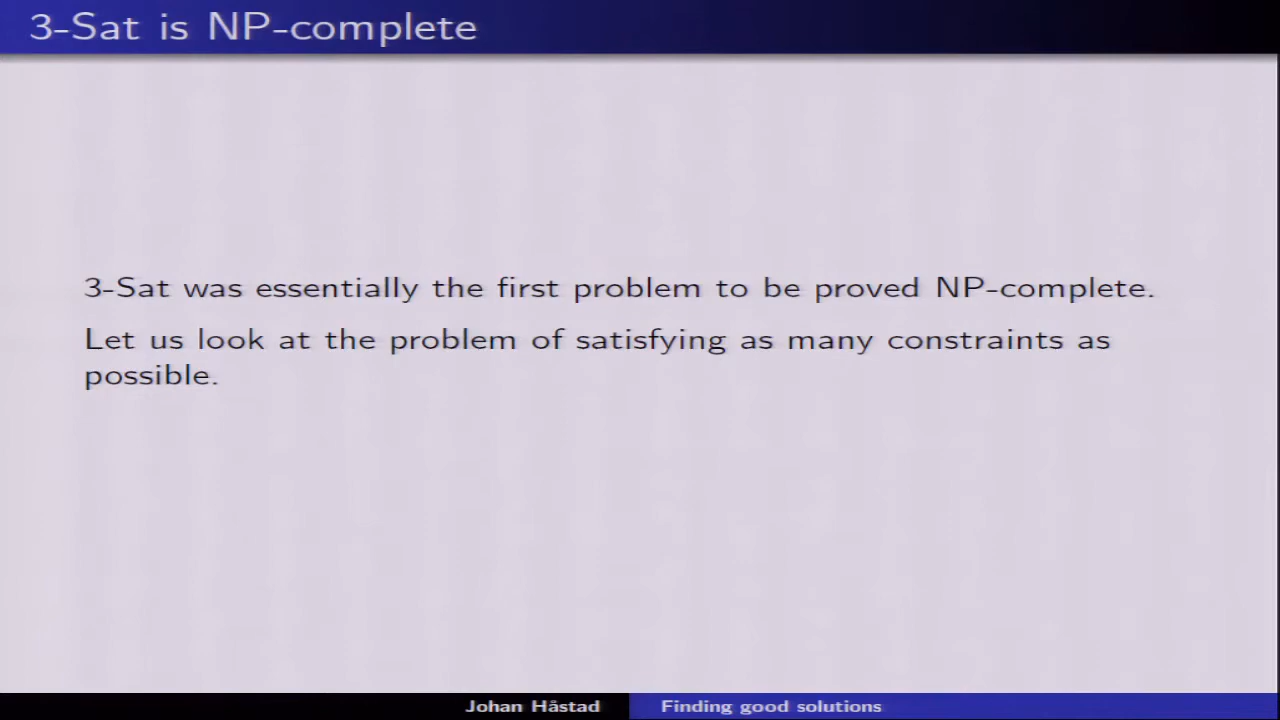 3-Sat is NP-complete
3-Sat was essentially the first problem to be proved NP-complete.
Let us look at the problem of satisfying as many constraints as
possible.
Johan Håstad
Finding good solutions